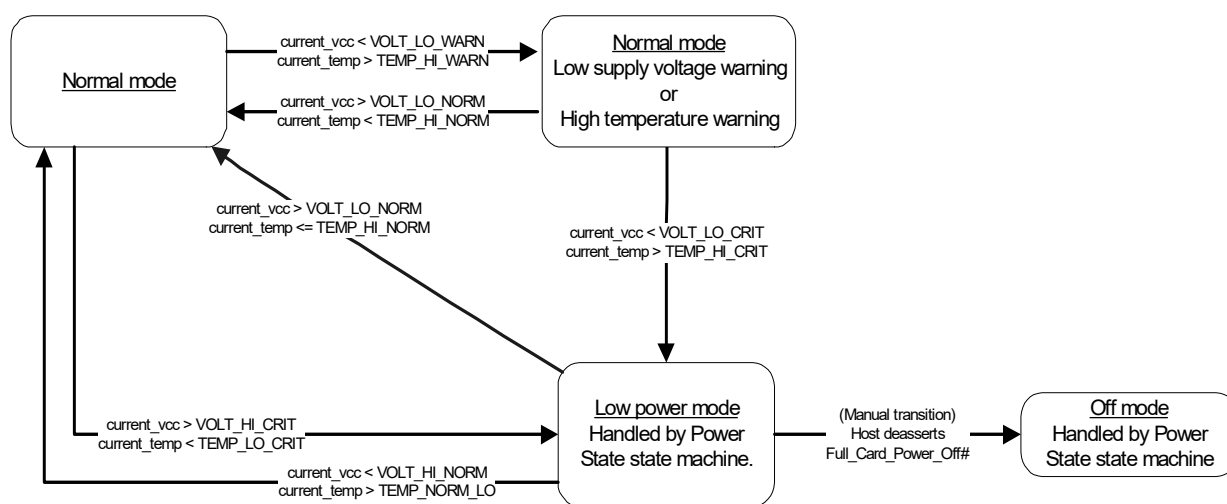 Normal mode
current_vcc < VOLT_LO_WARN
current_temp > TEMP_HI_WARN
current_vcc > VOLT_LO_NORM
current_temp < TEMP_HI_NORM
Normal mode
Low supply voltage warning
or
High temperature warning
current_vcc > VOLT_LO_NORM
current_temp <= TEMP_HI_NORM
current_vcc < VOLT_LO_CRIT
current_temp > TEMP_HI_CRIT
current_vcc > VOLT_HI_CRIT
current_temp < TEMP_LO_CRIT
current_vcc < VOLT_HI_NORM
current_temp > TEMP_NORM_LO
Low power mode
Handled by Power
State state machine.
(Manual transition)
Host deasserts
Full_Card_Power_Off#
Off mode
Handled by Power
State state machine